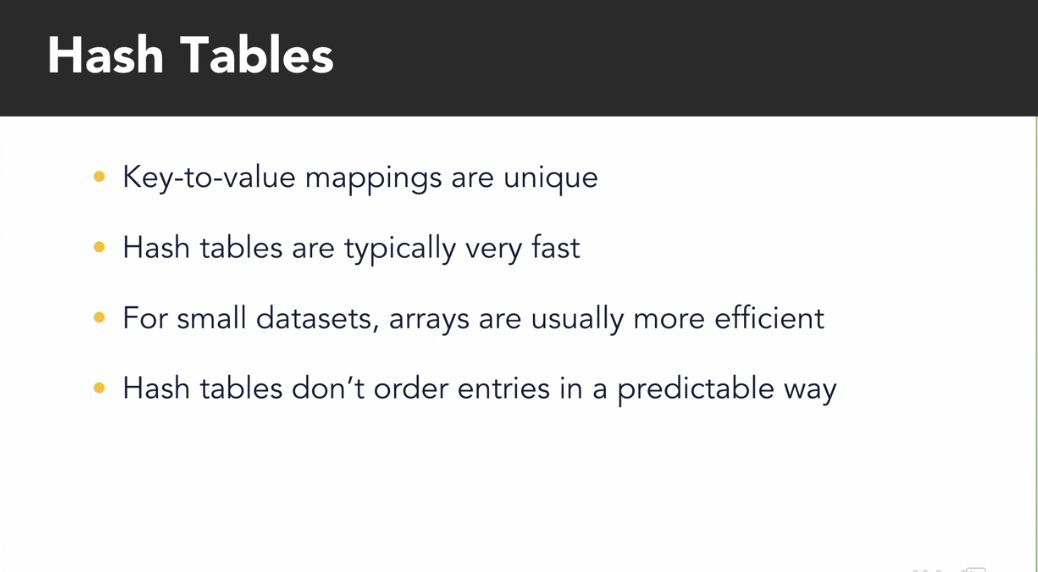 Hash Tables
Key-to-value mappings are unique
Hash tables are typically very fast
For small datasets, arrays are usually more efficient
Hash tables don’t order entries in a predictable way